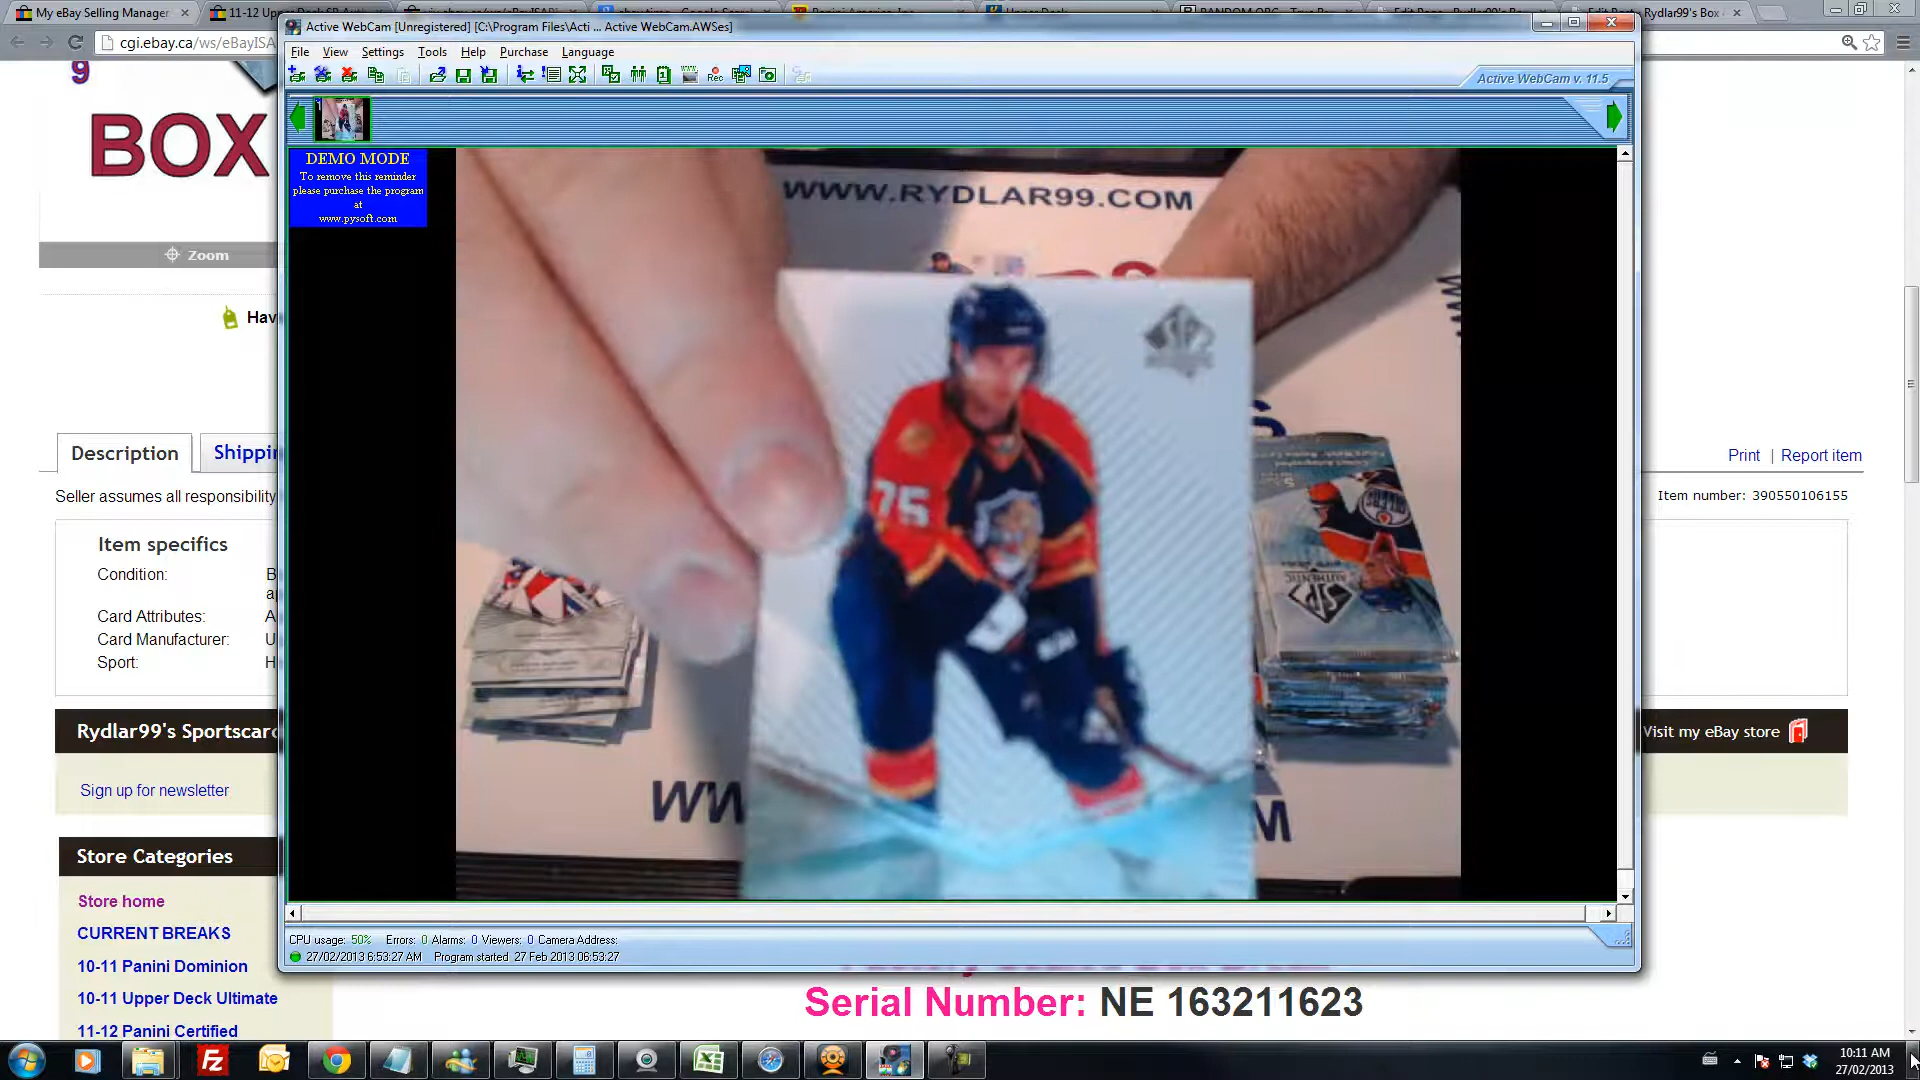 My eBay Selling Manager
Active WebCam [Unregistered] [C:\Program Files\Acti ... Active WebCam.AWSes]
cgi.ebay.ca/ws/eBayISA
File View Settings Tools Help Purchase Language
Rec
Active WebCam v. 11.5
9
BOX
DEMO MODE
To remove this reminder
please purchase the program
at
www.pysoft.com
WWW.RYDLAR99.COM
Zoom
Hav
75
SP
OILERS
AUTHENTIC
WW
M
Description
Shippin
Print | Report item
Seller assumes all responsibility
Item number: 390550106155
Item specifics
Condition:
B
Card Attributes:
A
Card Manufacturer:
U
Sport:
H
Rydlar99's Sportscar
Visit my eBay store
Sign up for newsletter
Store Categories
Store home
CURRENT BREAKS
10-11 Panini Dominion
10-11 Upper Deck Ultimate
11-12 Panini Certified
CPU usage: 50% Errors: 0 Alarms: 0 Viewers: 0 Camera Address:
27/02/2013 6:53:27 AM Program started 27 Feb 2013 06:53:27
Serial Number: NE 163211623
10:11 AM
27/02/2013